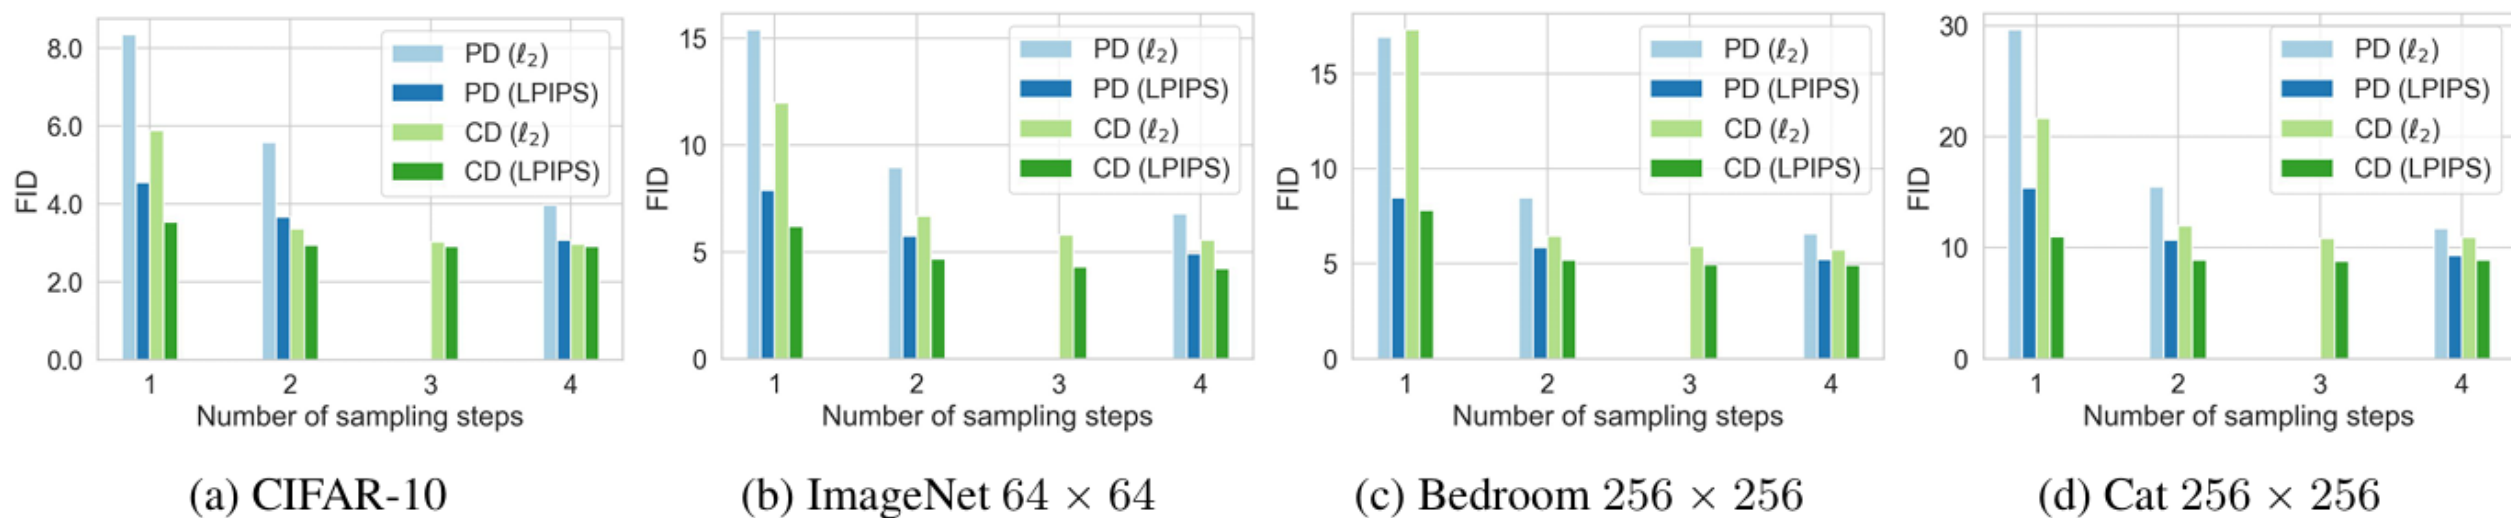 FID
8.0
6.0
4.0
2.0
0.0
1 2 3 4
Number of sampling steps
PD (ℓ₂)
PD (LPIPS)
CD (ℓ₂)
CD (LPIPS)
(a) CIFAR-10
FID
15
10
5
0
1 2 3 4
Number of sampling steps
PD (ℓ₂)
PD (LPIPS)
CD (ℓ₂)
CD (LPIPS)
(b) ImageNet 64 × 64
FID
15
10
5
0
1 2 3 4
Number of sampling steps
PD (ℓ₂)
PD (LPIPS)
CD (ℓ₂)
CD (LPIPS)
(c) Bedroom 256 × 256
FID
30
20
10
0
1 2 3 4
Number of sampling steps
PD (ℓ₂)
PD (LPIPS)
CD (ℓ₂)
CD (LPIPS)
(d) Cat 256 × 256